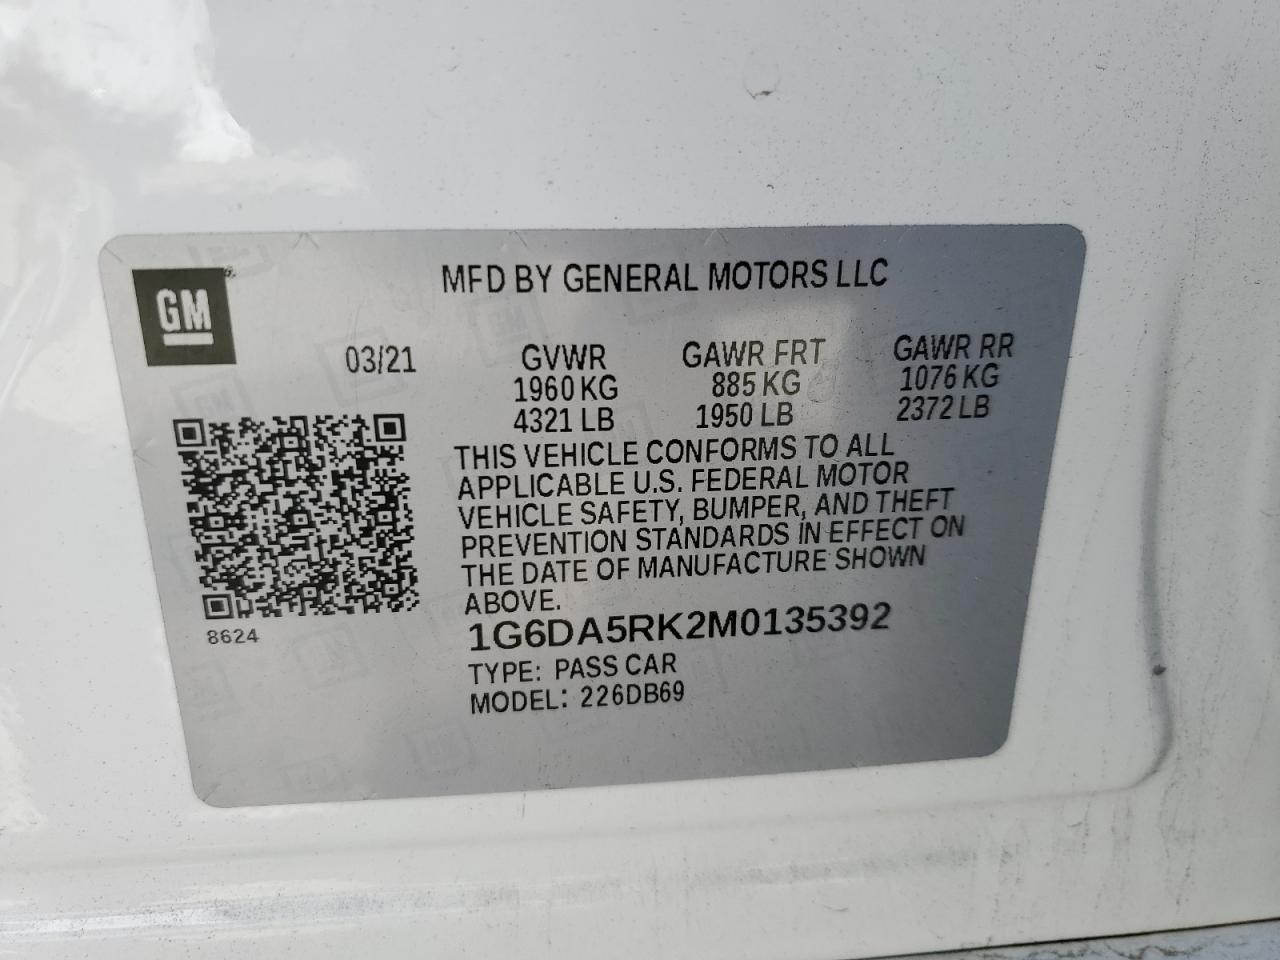 GM
MFD BY GENERAL MOTORS LLC
03/21 GVWR GAWR FRT GAWR RR
1960 KG 885 KG 1076 KG
4321 LB 1950 LB 2372 LB
THIS VEHICLE CONFORMS TO ALL
APPLICABLE U.S. FEDERAL MOTOR
VEHICLE SAFETY, BUMPER, AND THEFT
PREVENTION STANDARDS IN EFFECT ON
THE DATE OF MANUFACTURE SHOWN
ABOVE.
8624
1G6DA5RK2M0135392
TYPE: PASS CAR
MODEL: 226DB69